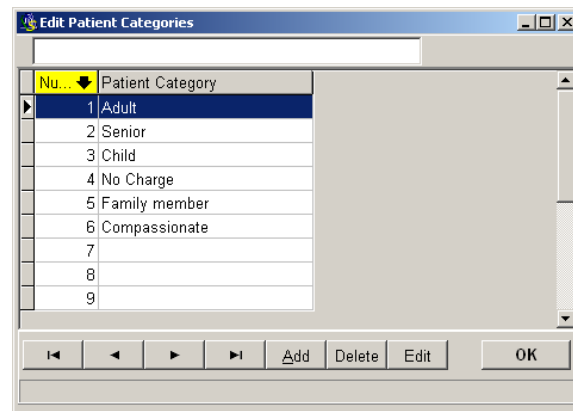 Edit Patient Categories
Nu... Patient Category
1 Adult
2 Senior
3 Child
4 No Charge
5 Family member
6 Compassionate
7
8
9
Add Delete Edit OK